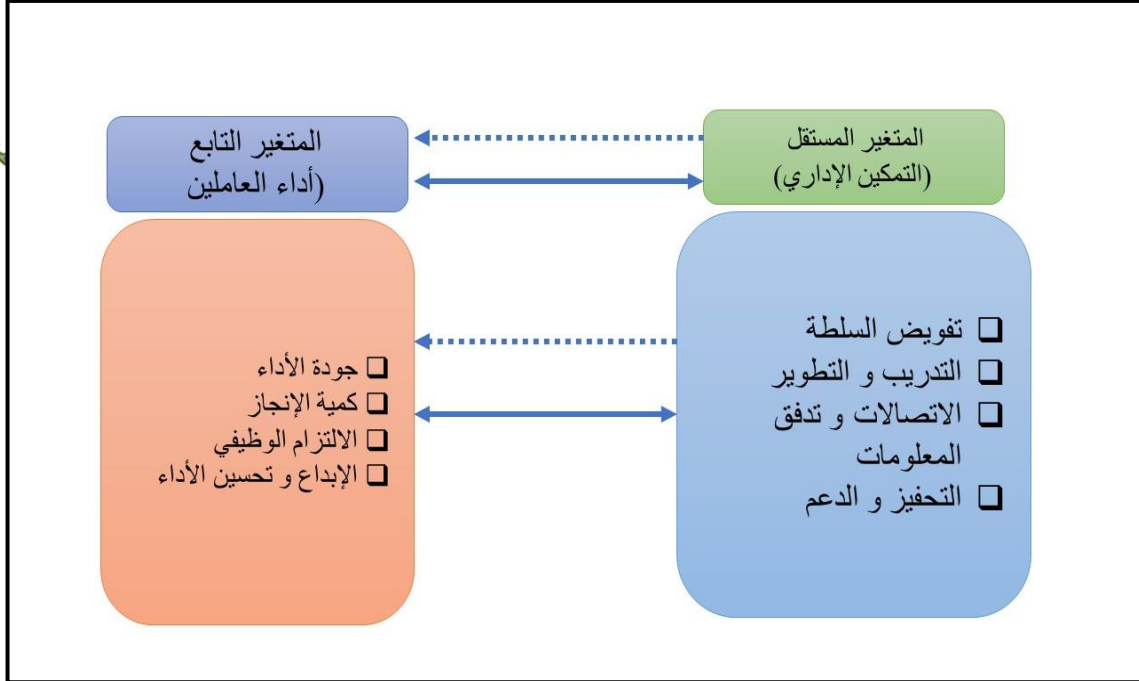 المتغير المستقل
(التمكين الإداري)
المتغير التابع
(أداء العاملين
❑ تفويض السلطة
❑ التدريب و التطوير
❑ الاتصالات و تدفق
المعلومات
❑ التحفيز و الدعم
❑ جودة الأداء
❑ كمية الإنجاز
❑ الالتزام الوظيفي
❑ الإبداع و تحسين الأداء